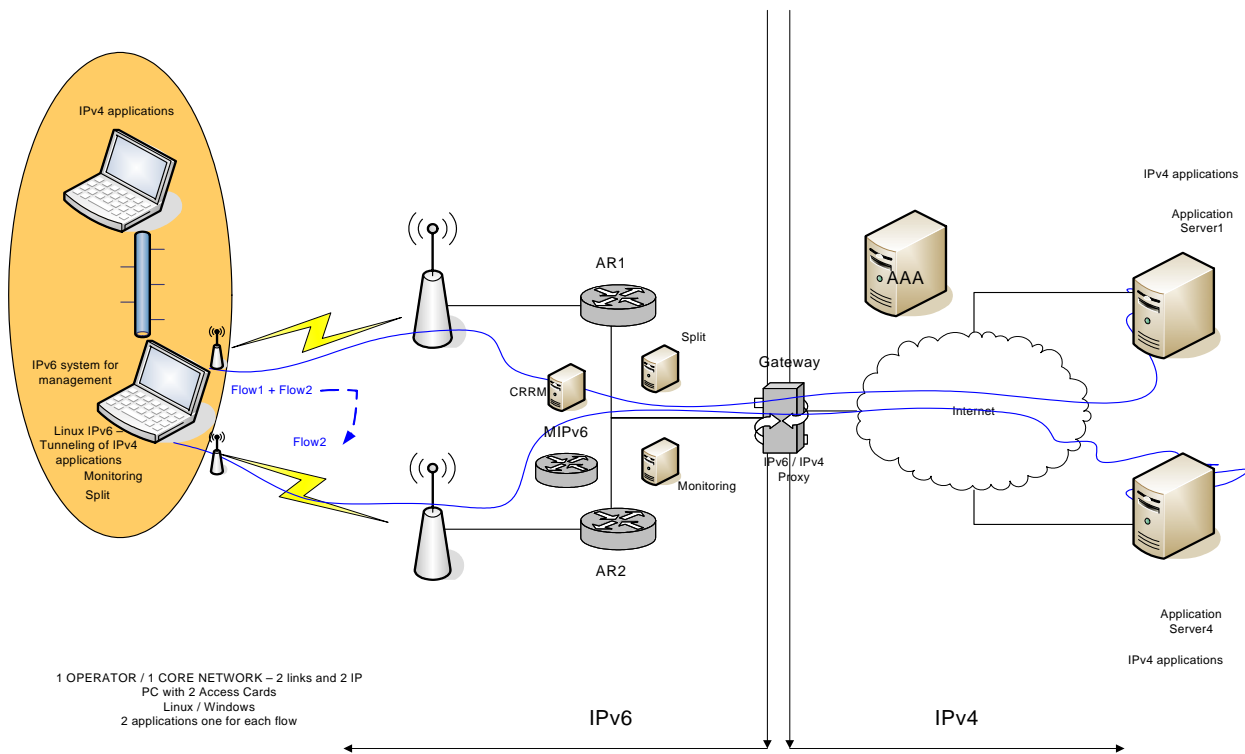 IPv4 applications
IPv6 system for
management
Linux IPv6 –
Tunneling of IPv4
applications
Monitoring
Split
Flow1 + Flow2
Flow2
AR1
Split
CRRM
MIPv6
Monitoring
AR2
Gateway
IPv6 / IPv4
Proxy
AAA
Internet
IPv4 applications
Application
Server1
Application
Server4
IPv4 applications
1 OPERATOR / 1 CORE NETWORK – 2 links and 2 IP
PC with 2 Access Cards
Linux / Windows
2 applications one for each flow
IPv6
IPv4